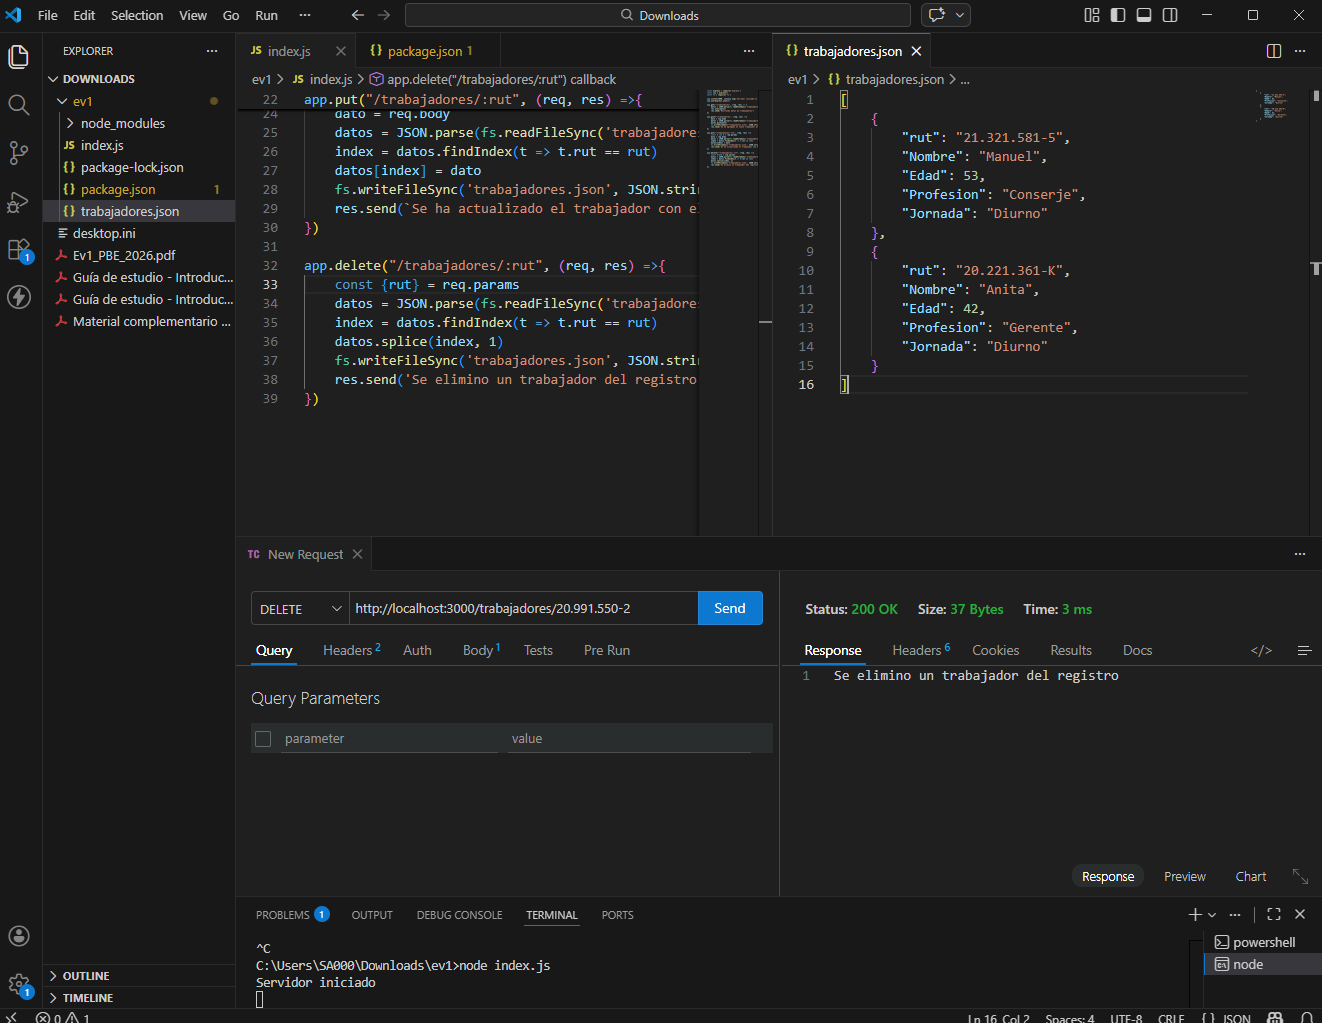 File Edit Selection View Go Run ··· Downloads
EXPLORER ···
DOWNLOADS
ev1
node_modules
JS index.js
{} package-lock.json
{} package.json 1
{} trabajadores.json
desktop.ini
Ev1_PBE_2026.pdf
Guía de estudio - Introduc...
Guía de estudio - Introduc...
Material complementario ...
OUTLINE
TIMELINE
JS index.js
{} package.json 1
···
ev1 > JS index.js > app.delete("/trabajadores/:rut") callback
22 app.put("/trabajadores/:rut", (req, res) =>{
24 dato = req.body
25 datos = JSON.parse(fs.readFileSync('trabajadores
26 index = datos.findIndex(t => t.rut == rut)
27 datos[index] = dato
28 fs.writeFileSync('trabajadores.json', JSON.strin
29 res.send(`Se ha actualizado el trabajador con el
30 })
31
32 app.delete("/trabajadores/:rut", (req, res) =>{
33 const {rut} = req.params
34 datos = JSON.parse(fs.readFileSync('trabajadores
35 index = datos.findIndex(t => t.rut == rut)
36 datos.splice(index, 1)
37 fs.writeFileSync('trabajadores.json', JSON.strin
38 res.send('Se elimino un trabajador del registro
39 })
{} trabajadores.json
···
ev1 > {} trabajadores.json > ...
1 [
2 {
3 "rut": "21.321.581-5",
4 "Nombre": "Manuel",
5 "Edad": 53,
6 "Profesion": "Conserje",
7 "Jornada": "Diurno"
8 },
9 {
10 "rut": "20.221.361-K",
11 "Nombre": "Anita",
12 "Edad": 42,
13 "Profesion": "Gerente",
14 "Jornada": "Diurno"
15 }
16 ]
TC New Request
···
DELETE http://localhost:3000/trabajadores/20.991.550-2 Send
Query Headers 2 Auth Body 1 Tests Pre Run
Query Parameters
parameter value
Status: 200 OK Size: 37 Bytes Time: 3 ms
Response Headers 6 Cookies Results Docs </>
1 Se elimino un trabajador del registro
Response Preview Chart
PROBLEMS 1 OUTPUT DEBUG CONSOLE TERMINAL PORTS
^C
C:\Users\SA000\Downloads\ev1>node index.js
Servidor iniciado
powershell
node
1
1
0 1
Ln 16, Col 2 Spaces: 4 UTF-8 CRLF {} JSON